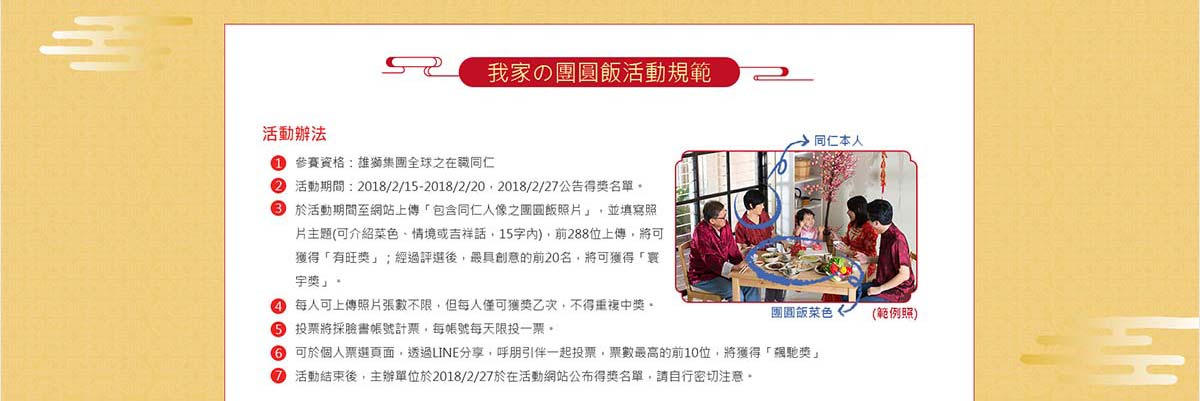 我家の團圓飯活動規範
活動辦法
1 參賽資格：雄獅集團全球之在職同仁
2 活動期間：2018/2/15-2018/2/20，2018/2/27公告得獎名單。
3 於活動期間至網站上傳「包含同仁人像之團圓飯照片」，並填寫照
片主題(可介紹菜色、情境或吉祥話，15字內)，前288位上傳，將可
獲得「有旺獎」；經過評選後，最具創意的前20名，將可獲得「寰
宇獎」。
4 每人可上傳照片張數不限，但每人僅可獲獎乙次，不得重複中獎。
5 投票將採臉書帳號計票，每帳號每天限投一票。
6 可於個人票選頁面，透過LINE分享，呼朋引伴一起投票，票數最高的前10位，將獲得「飆馳獎」
7 活動結束後，主辦單位於2018/2/27於在活動網站公布得獎名單，請自行密切注意。
同仁本人
團圓飯菜色
(範例照)